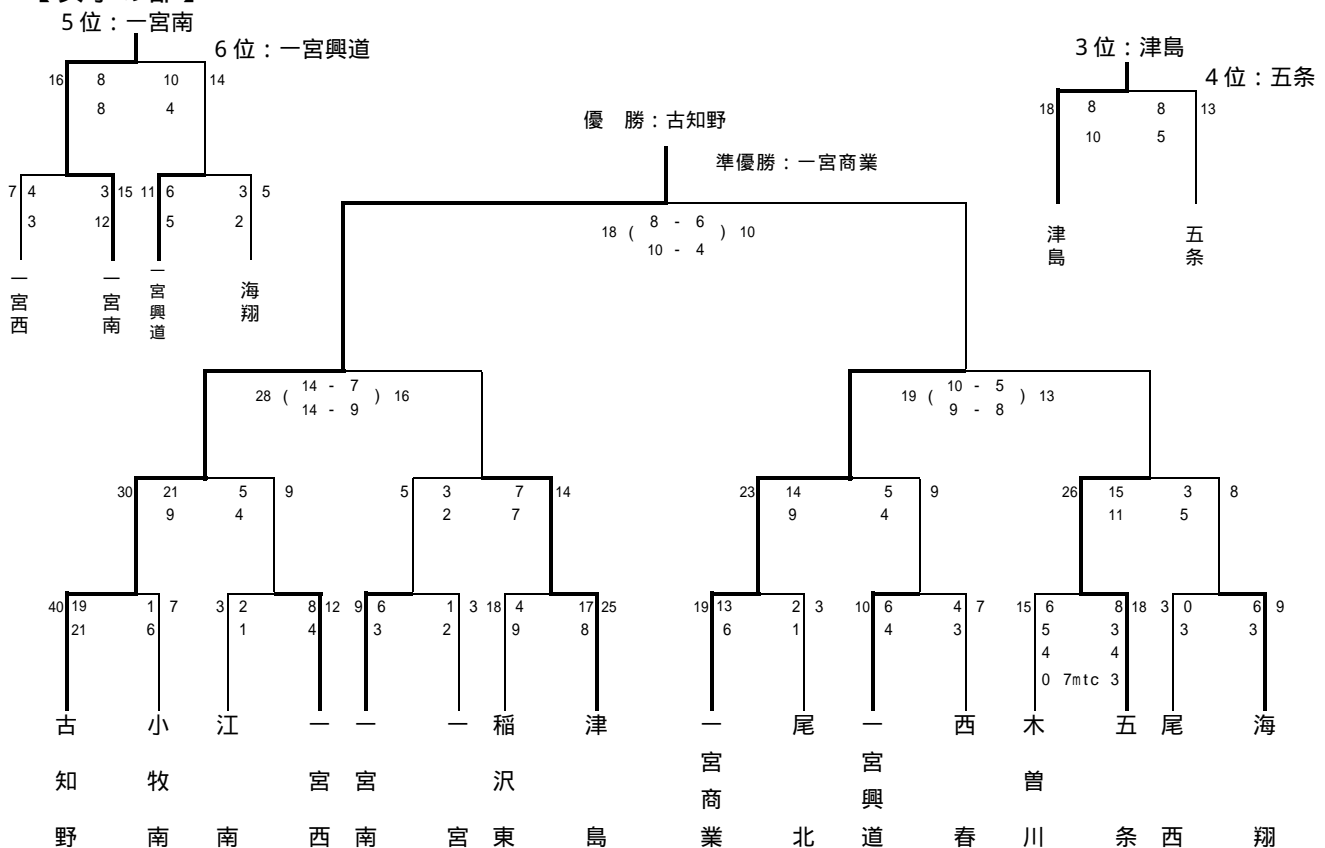 5位：一宮南
6位：一宮興道
3位：津島
4位：五条
16 8 10 14
8 4
18 8 8 13
10 5
優　勝：古知野
準優勝：一宮商業
7 4 3 15 11 6 3 5
3 12 5 2
18 ( 8 - 6 ) 10
10 - 4
一宮西
一宮南
一宮興道
海翔
津島
五条
28 ( 14 - 7 ) 16
14 - 9
19 ( 10 - 5 ) 13
9 - 8
30 21 5 9 5 3 7 14 23 14 5 9 26 15 3 8
9 4 2 7 9 4 11 5
40 19 1 7 3 2 8 12 9 6 1 3 18 4 17 25 19 13 2 3 10 6 4 7 15 6 8 18 3 0 6 9
21 6 1 4 3 2 9 8 6 1 4 3 5 3 3 3
4 4
0 7mtc 3
古知野
小牧南
江南
一宮西
一宮南
一宮
稲沢東
津島
一宮商業
尾北
一宮興道
西春
木曽川
五条
尾西
海翔